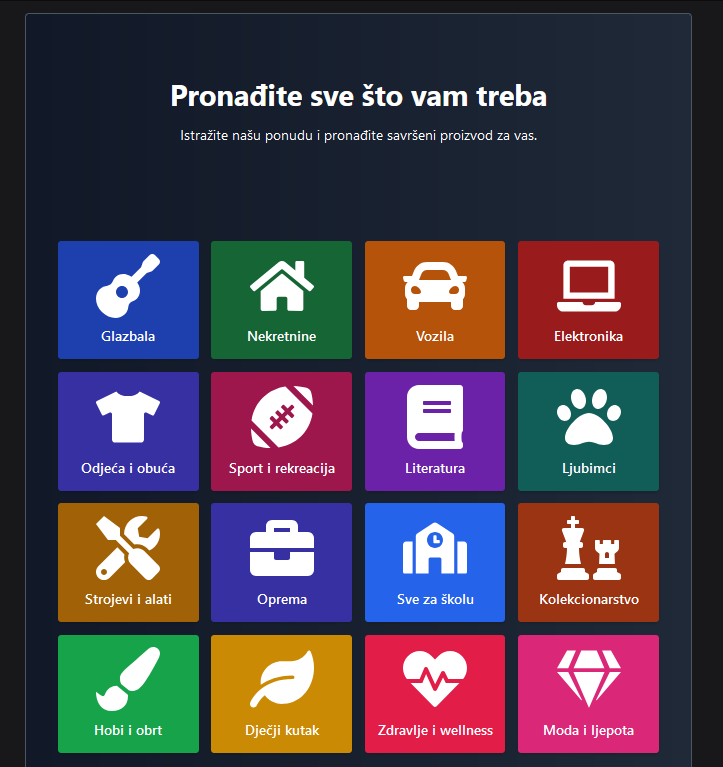 Pronađite sve što vam treba
Istražite našu ponudu i pronađite savršeni proizvod za vas.
Glazbala
Nekretnine
Vozila
Elektronika
Odjeća i obuća
Sport i rekreacija
Literatura
Ljubimci
Strojevi i alati
Oprema
Sve za školu
Kolekcionarstvo
Hobi i obrt
Dječji kutak
Zdravlje i wellness
Moda i ljepota